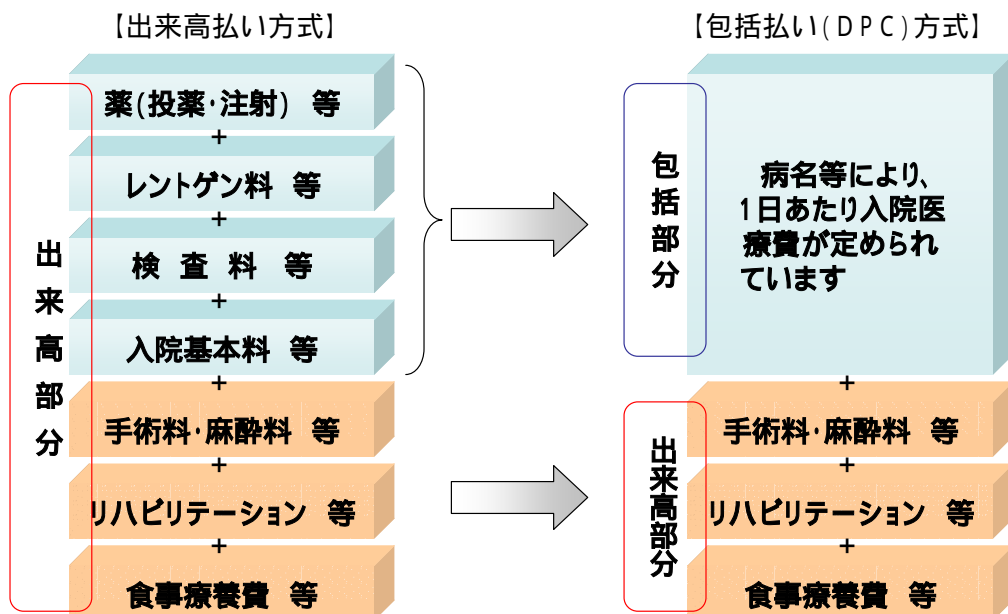 【出来高払い方式】
出来高部分
薬(投薬･注射) 等
+
レントゲン料 等
+
検 査 料 等
+
入院基本料 等
+
手術料･麻酔料 等
+
リハビリテーション 等
+
食事療養費 等
【包括払い(DPC)方式】
包括部分
病名等により、
1日あたり入院医
療費が定められ
ています
+
出来高部分
手術料･麻酔料 等
+
リハビリテーション 等
+
食事療養費 等